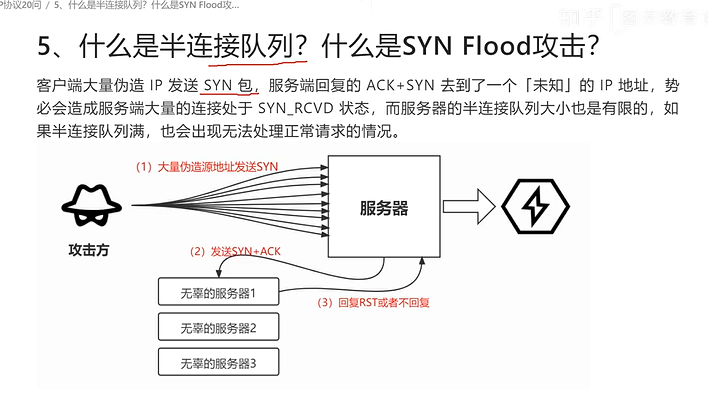 P协议20问 / 5、什么是半连接队列？什么是SYN Flood攻...
知乎
5、什么是半连接队列？什么是SYN Flood攻击？
客户端大量伪造 IP 发送 SYN 包，服务端回复的 ACK+SYN 去到了一个「未知」的 IP 地址，势
必会造成服务端大量的连接处于 SYN_RCVD 状态，而服务器的半连接队列大小也是有限的，如
果半连接队列满，也会出现无法处理正常请求的情况。
（1）大量伪造源地址发送SYN
服务器
攻击方
（2）发送SYN+ACK
无辜的服务器1
（3）回复RST或者不回复
无辜的服务器2
无辜的服务器3